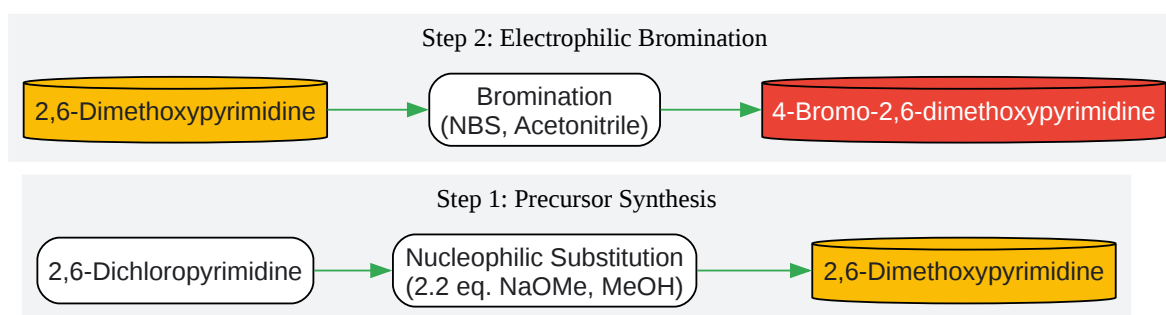 Step 2: Electrophilic Bromination
2,6-Dimethoxypyrimidine
Bromination
(NBS, Acetonitrile)
4-Bromo-2,6-dimethoxypyrimidine
Step 1: Precursor Synthesis
2,6-Dichloropyrimidine
Nucleophilic Substitution
(2.2 eq. NaOMe, MeOH)
2,6-Dimethoxypyrimidine